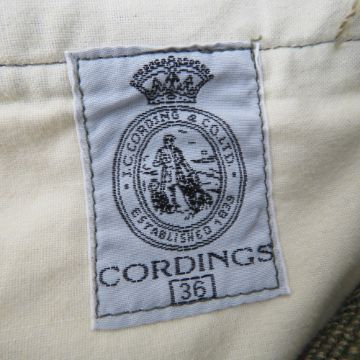 · J.C. CORDING & CO. LTD. ·
ESTABLISHED 1839
CORDINGS
36